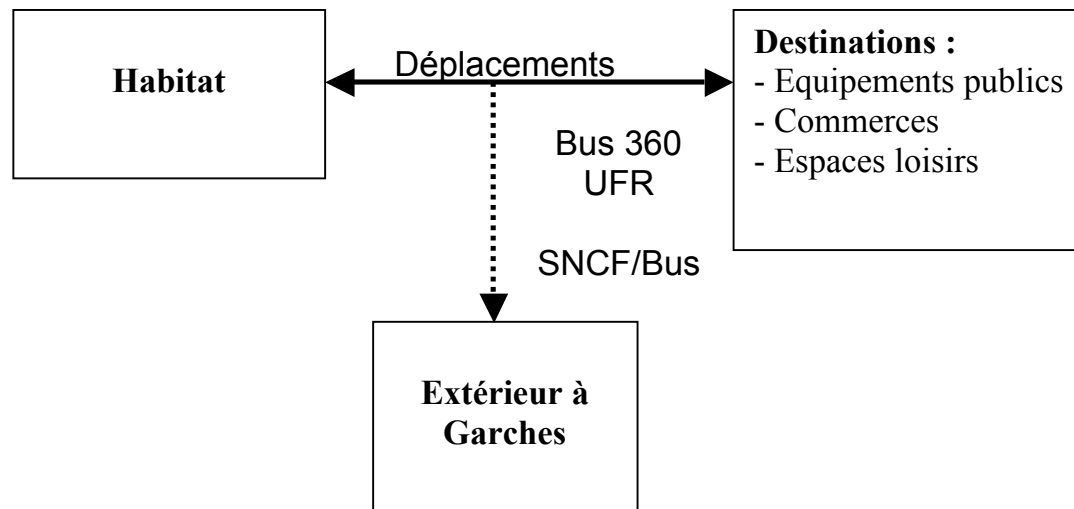 Habitat
Déplacements
Destinations :
- Equipements publics
- Commerces
- Espaces loisirs
Bus 360
UFR
SNCF/Bus
Extérieur à
Garches